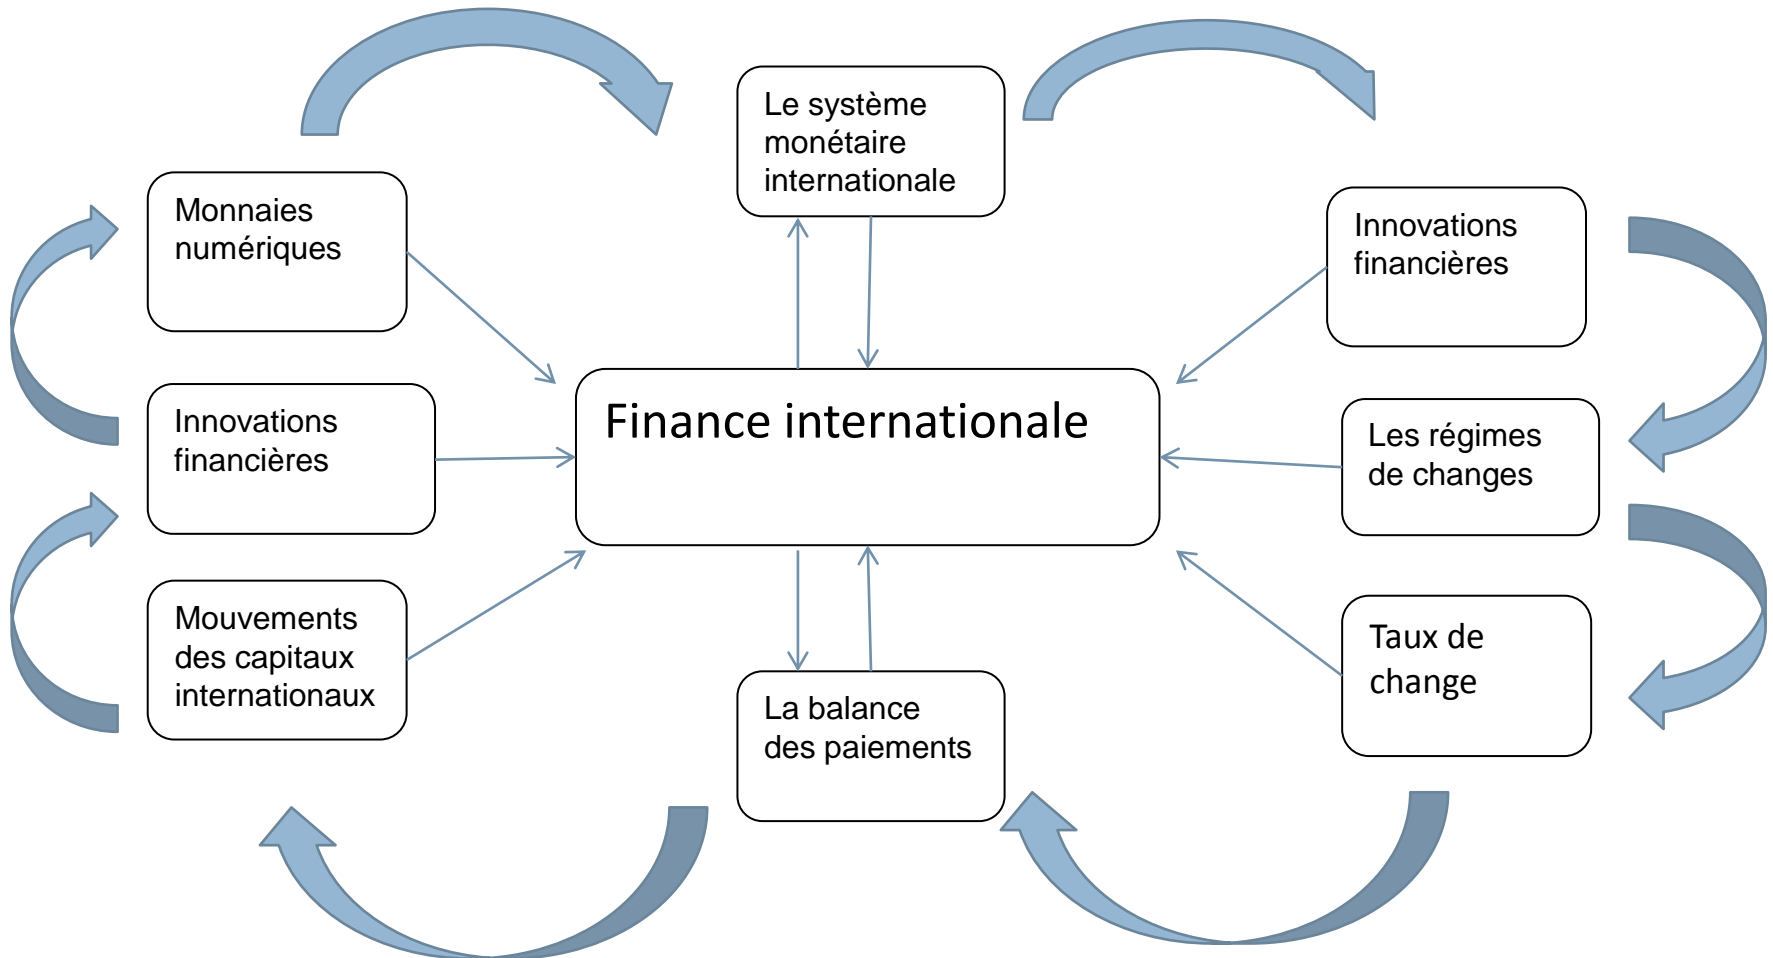 Le système
monétaire
internationale
Monnaies
numériques
Innovations
financières
Finance internationale
Innovations
financières
Les régimes
de changes
Mouvements
des capitaux
internationaux
Taux de
change
La balance
des paiements